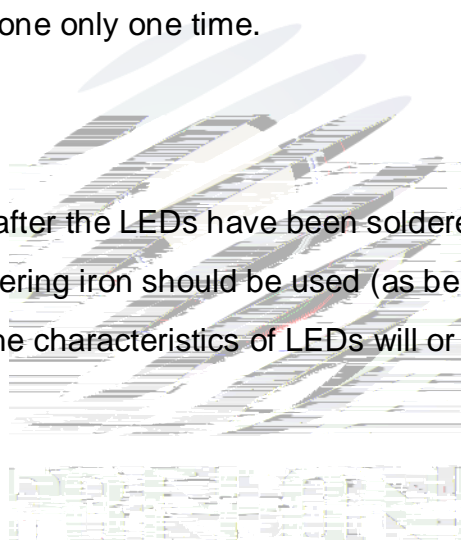 one only one time.
after the LEDs have been soldere
ering iron should be used (as be
e characteristics of LEDs will or